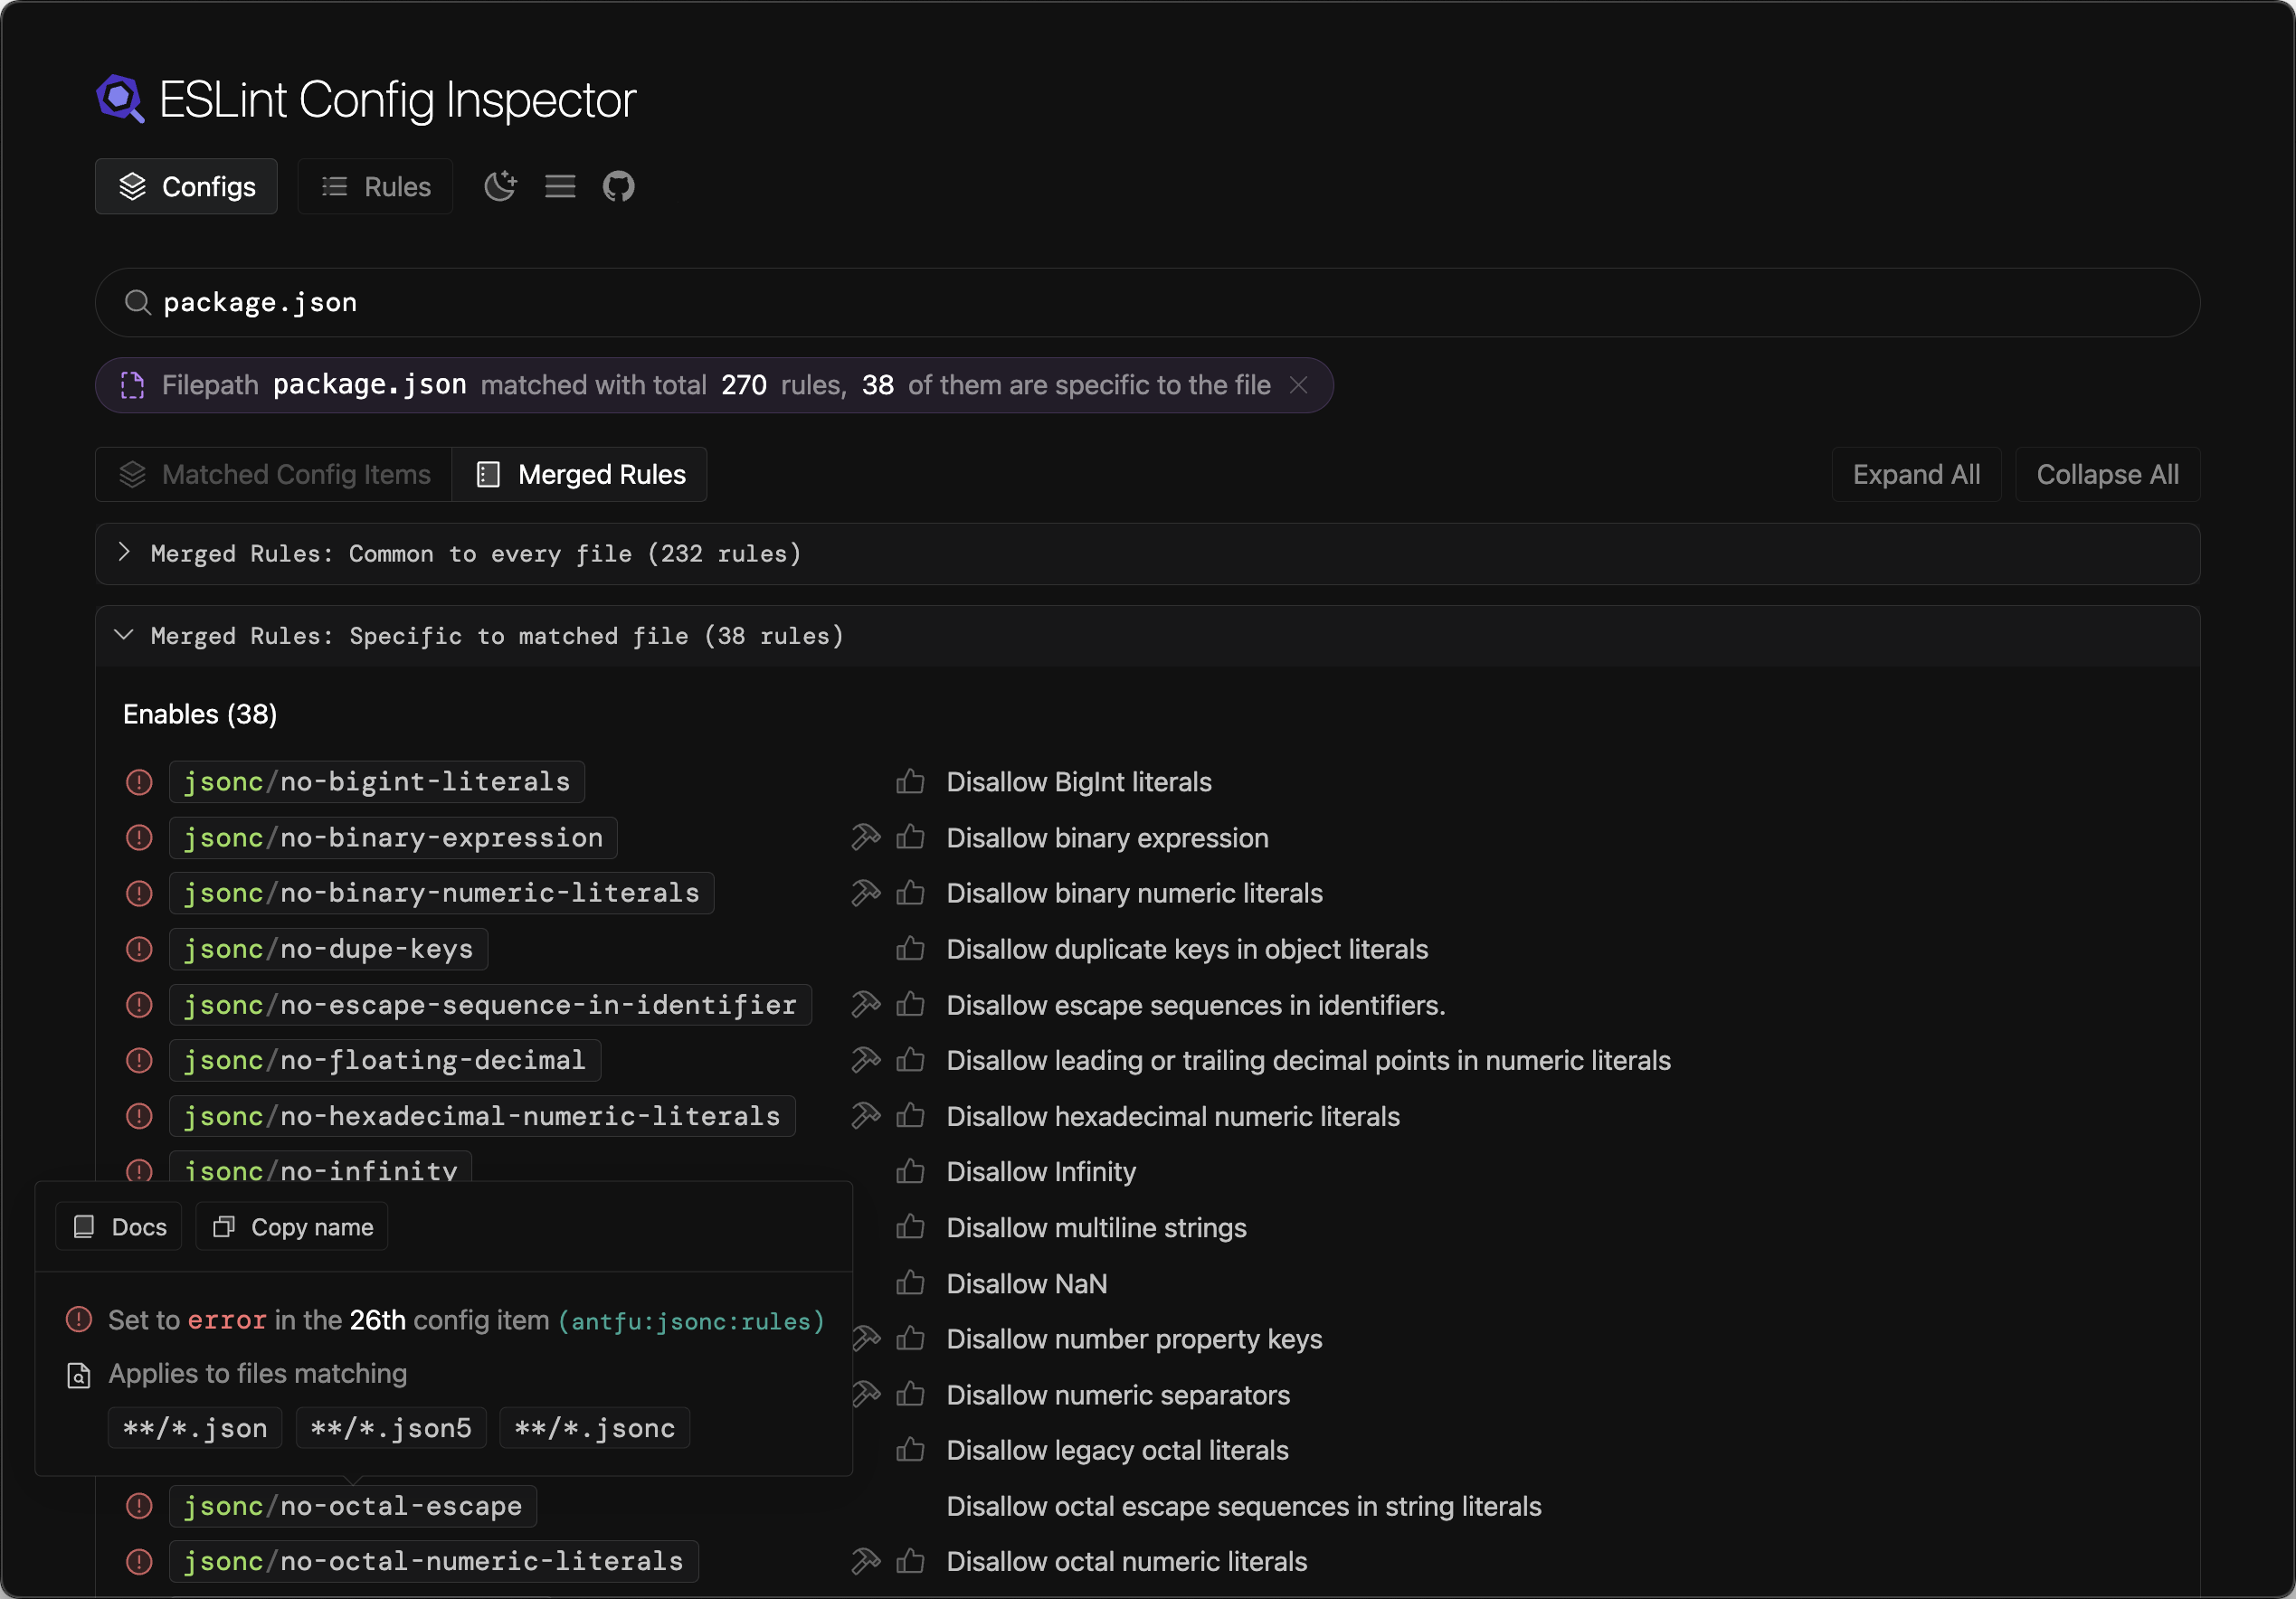 ESLint Config Inspector
Configs Rules
package.json
Filepath package.json matched with total 270 rules, 38 of them are specific to the file
Matched Config Items Merged Rules Expand All Collapse All
Merged Rules: Common to every file (232 rules)
Merged Rules: Specific to matched file (38 rules)
Enables (38)
jsonc/no-bigint-literals Disallow BigInt literals
jsonc/no-binary-expression Disallow binary expression
jsonc/no-binary-numeric-literals Disallow binary numeric literals
jsonc/no-dupe-keys Disallow duplicate keys in object literals
jsonc/no-escape-sequence-in-identifier Disallow escape sequences in identifiers.
jsonc/no-floating-decimal Disallow leading or trailing decimal points in numeric literals
jsonc/no-hexadecimal-numeric-literals Disallow hexadecimal numeric literals
jsonc/no-infinity Disallow Infinity
Docs Copy name Disallow multiline strings
Disallow NaN
Set to error in the 26th config item (antfu:jsonc:rules) Disallow number property keys
Applies to files matching Disallow numeric separators
**/*.json **/*.json5 **/*.jsonc Disallow legacy octal literals
jsonc/no-octal-escape Disallow octal escape sequences in string literals
jsonc/no-octal-numeric-literals Disallow octal numeric literals